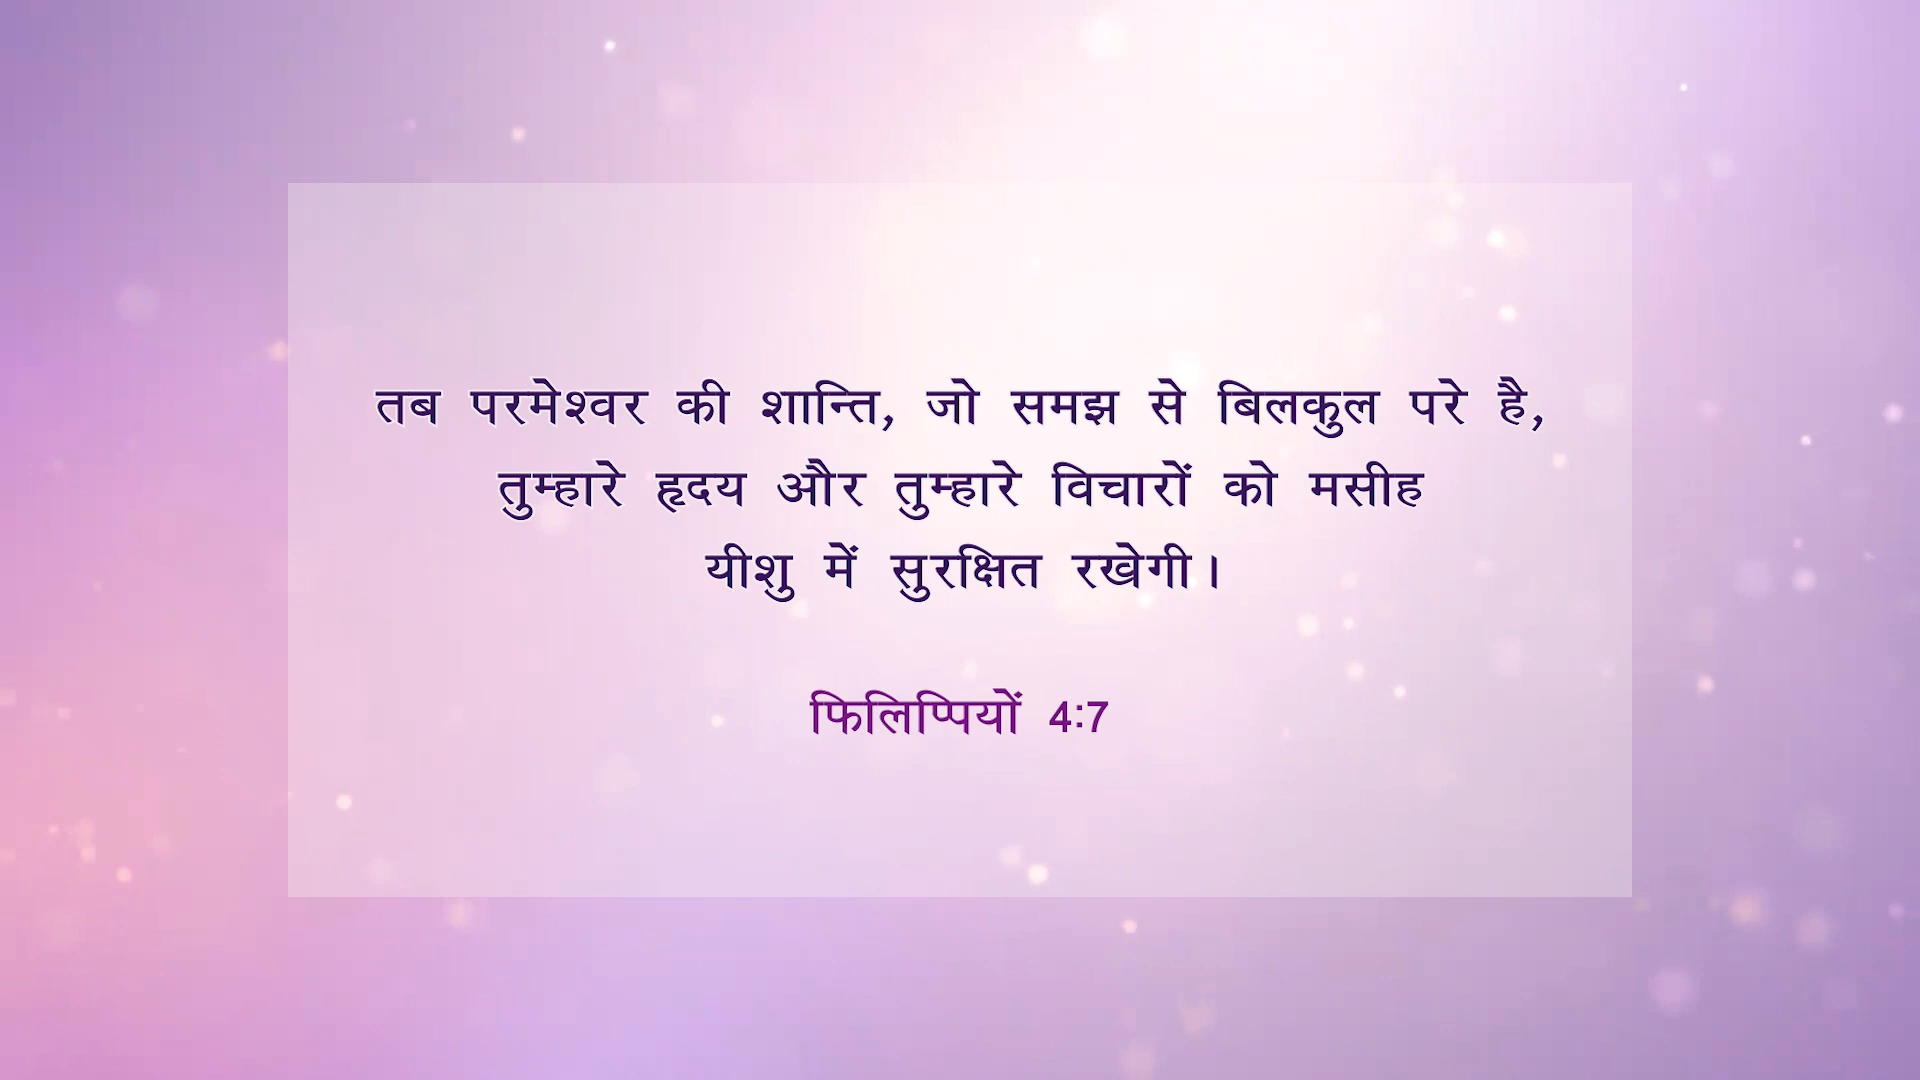 तब परमेश्वर की शान्ति, जो समझ से बिलकुल परे है,
तुम्हारे हृदय और तुम्हारे विचारों को मसीह
यीशु में सुरक्षित रखेगी।
फिलिप्पियों 4:7